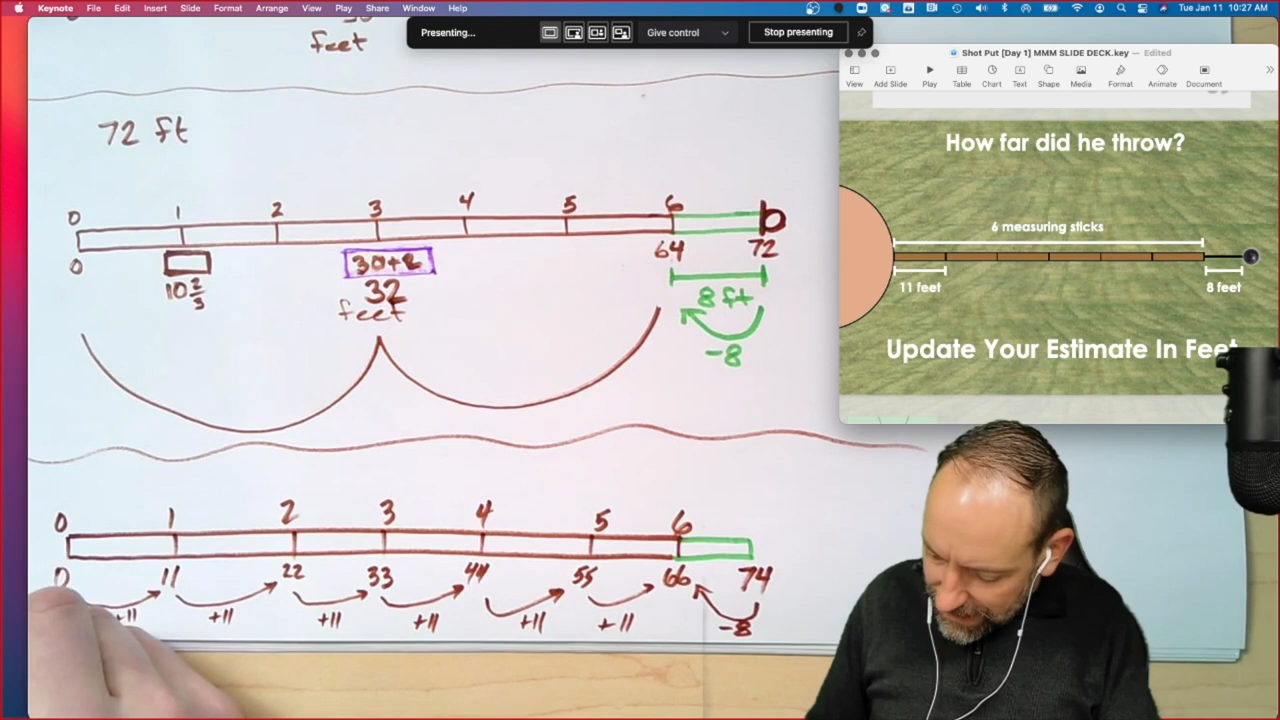 Keynote File Edit Insert Slide Format Arrange View Play Share Window Help
Tue Jan 11 10:27 AM
Presenting...
Give control
Stop presenting
feet
72 ft
0 1 2 3 4 5 6
0 64 72
30+2
10 2/3
32
feet
8 ft
-8
0 1 2 3 4 5 6
0 11 22 33 44 55 66 74
+11 +11 +11 +11 +11 +11 -8
Shot Put [Day 1] MMM SLIDE DECK.key — Edited
View Add Slide Play Table Chart Text Shape Media Format Animate Document
How far did he throw?
6 measuring sticks
11 feet 8 feet
Update Your Estimate In Feet